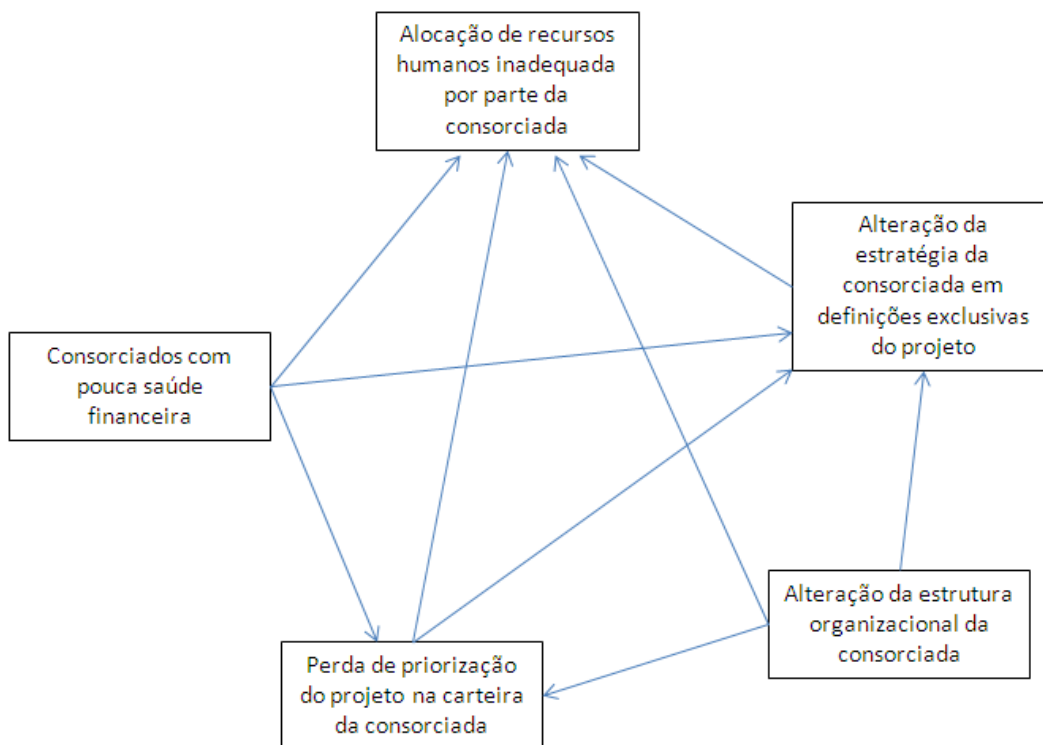 Alocação de recursos
humanos inadequada
por parte da
consorciada
Alteração da
estratégia da
consorciada em
definições exclusivas
do projeto
Consorciados com
pouca saúde
financeira
Alteração da estrutura
organizacional da
consorciada
Perda de priorização
do projeto na carteira
da consorciada